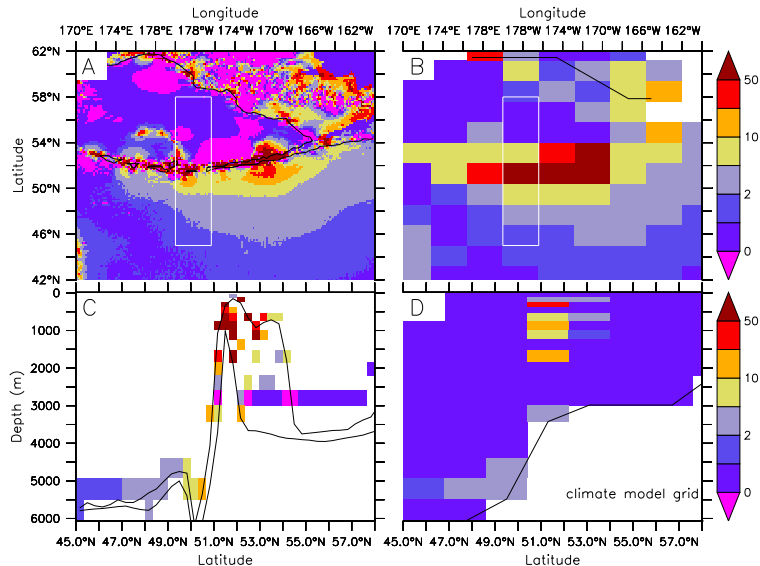 Longitude Longitude
170°E 174°E 178°E 178°W 174°W 170°W 166°W 162°W 170°E 174°E 178°E 178°W 174°W 170°W 166°W 162°W
62°N A B
50
58°N
10
54°N
Latitude
50°N
2
46°N
0
42°N
0 C D
50
1000
2000
10
3000
Depth (m)
4000
2
5000
climate model grid
0
6000
45.0°N 47.0°N 49.0°N 51.0°N 53.0°N 55.0°N 57.0°N 45.0°N 47.0°N 49.0°N 51.0°N 53.0°N 55.0°N 57.0°N
Latitude Latitude